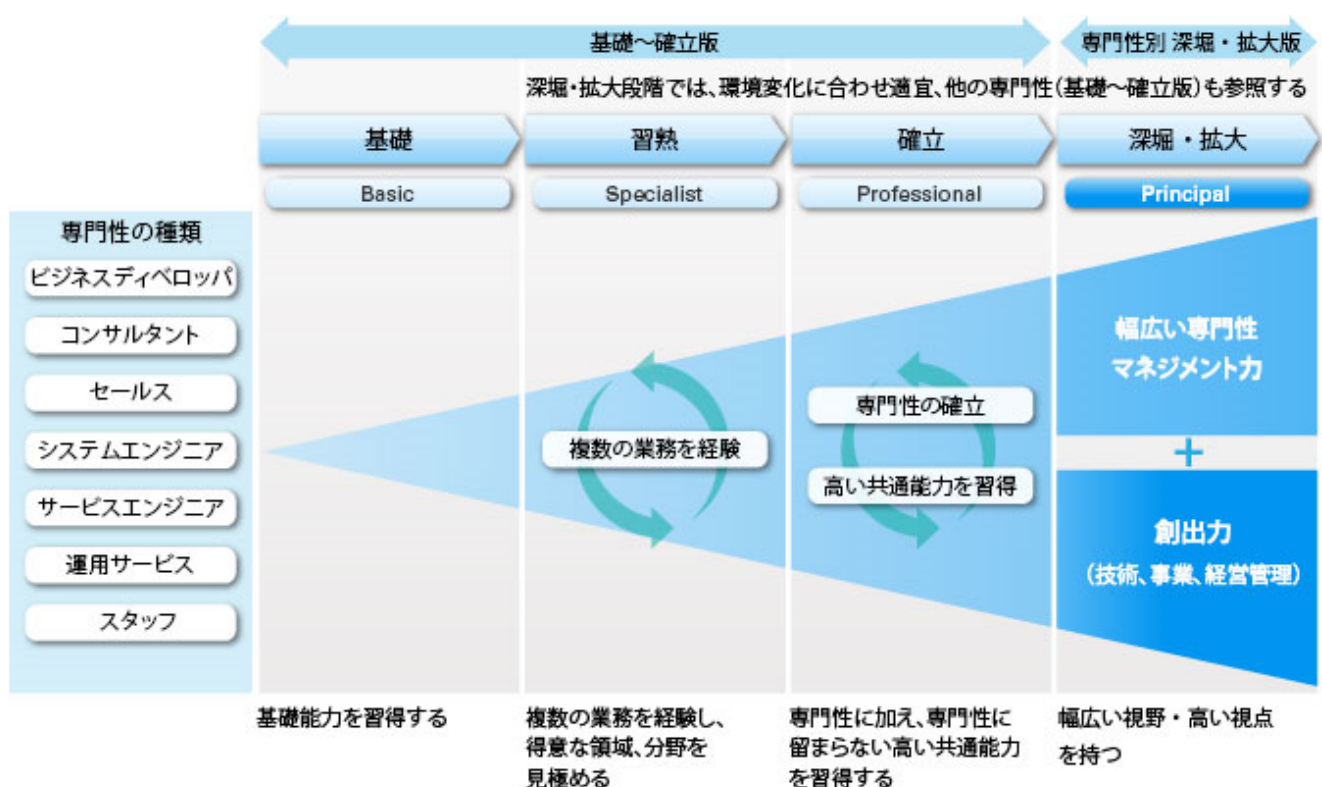 基礎～確立版
専門性別 深堀・拡大版
深堀・拡大段階では、環境変化に合わせ適宜、他の専門性(基礎～確立版)も参照する
基礎
習熟
確立
深堀・拡大
Basic
Specialist
Professional
Principal
専門性の種類
ビジネスディベロッパ
コンサルタント
セールス
システムエンジニア
サービスエンジニア
運用サービス
スタッフ
複数の業務を経験
専門性の確立
高い共通能力を習得
幅広い専門性
マネジメント力
+
創出力
(技術、事業、経営管理)
基礎能力を習得する
複数の業務を経験し、
得意な領域、分野を
見極める
専門性に加え、専門性に
留まらない高い共通能力
を習得する
幅広い視野・高い視点
を持つ